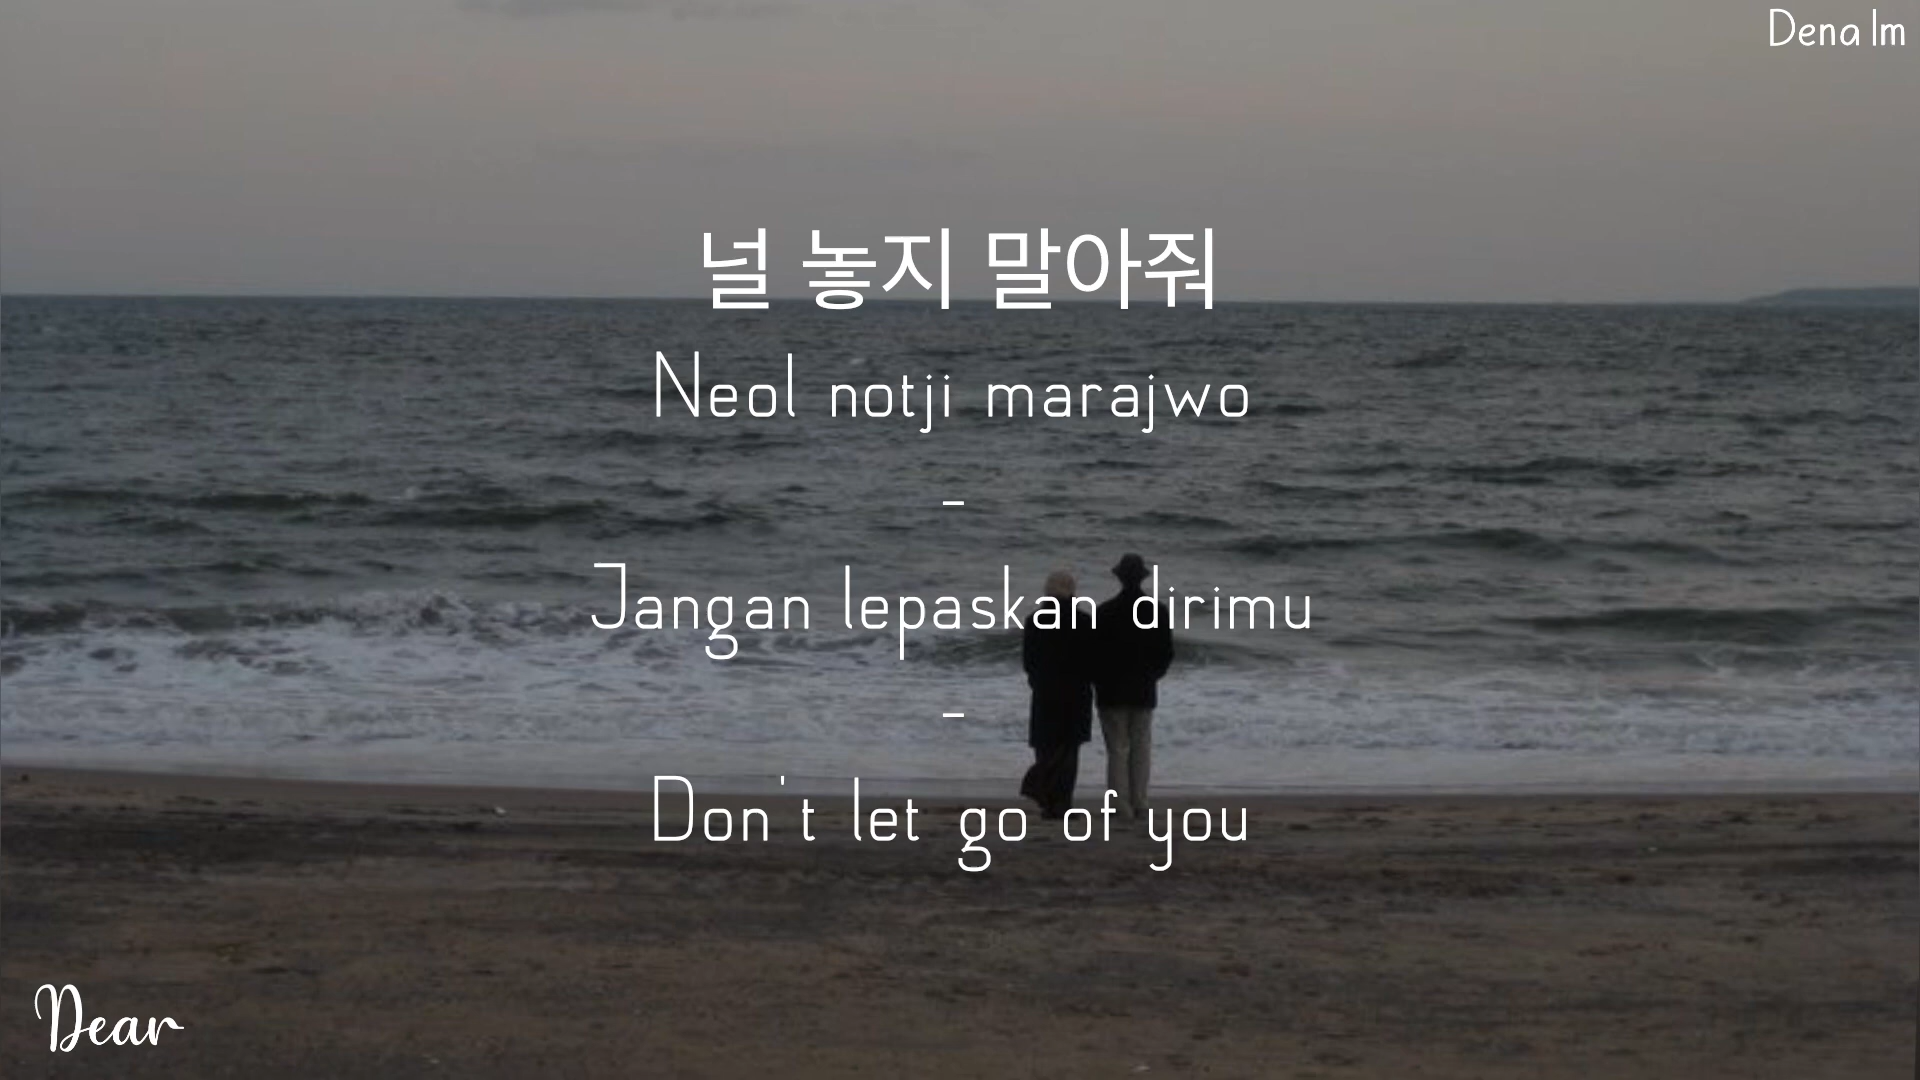 Dena Im
널 놓지 말아줘
Neol notji marajwo
-
Jangan lepaskan dirimu
-
Don't let go of you
Dear